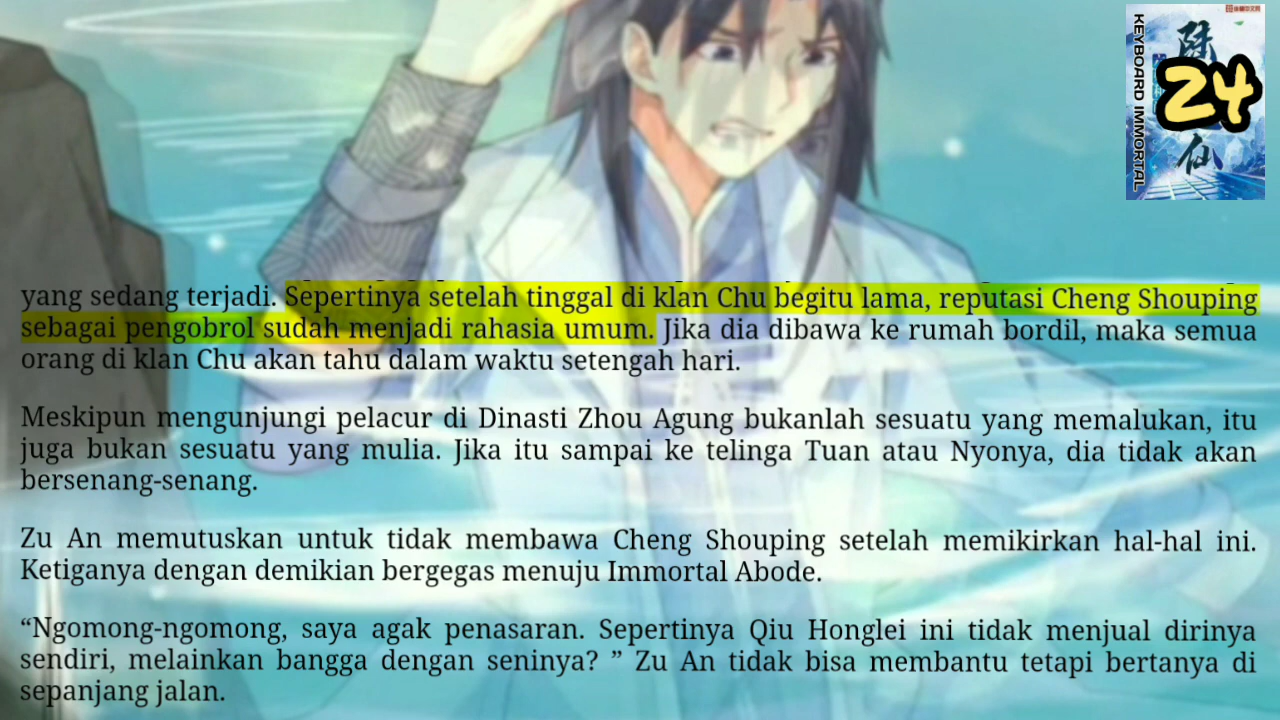 KEYBOARD IMMORTAL
陆
仙
24
yang sedang terjadi. Sepertinya setelah tinggal di klan Chu begitu lama, reputasi Cheng Shouping
sebagai pengobrol sudah menjadi rahasia umum. Jika dia dibawa ke rumah bordil, maka semua
orang di klan Chu akan tahu dalam waktu setengah hari.
Meskipun mengunjungi pelacur di Dinasti Zhou Agung bukanlah sesuatu yang memalukan, itu
juga bukan sesuatu yang mulia. Jika itu sampai ke telinga Tuan atau Nyonya, dia tidak akan
bersenang-senang.
Zu An memutuskan untuk tidak membawa Cheng Shouping setelah memikirkan hal-hal ini.
Ketiganya dengan demikian bergegas menuju Immortal Abode.
“Ngomong-ngomong, saya agak penasaran. Sepertinya Qiu Honglei ini tidak menjual dirinya
sendiri, melainkan bangga dengan seninya? ” Zu An tidak bisa membantu tetapi bertanya di
sepanjang jalan.